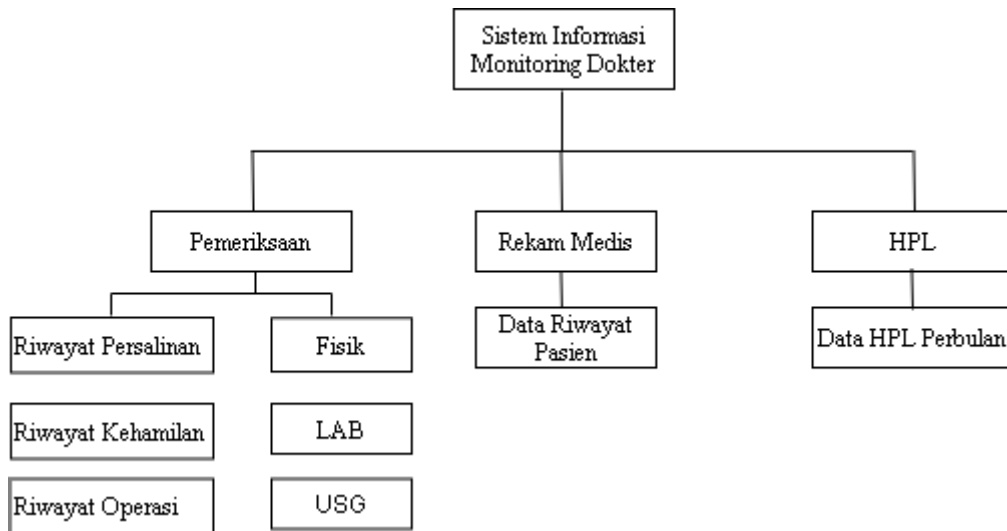 Sistem Informasi
Monitoring Dokter
Pemeriksaan
Rekam Medis
HPL
Riwayat Persalinan
Fisik
Data Riwayat
Pasien
Data HPL Perbulan
Riwayat Kehamilan
LAB
Riwayat Operasi
USG